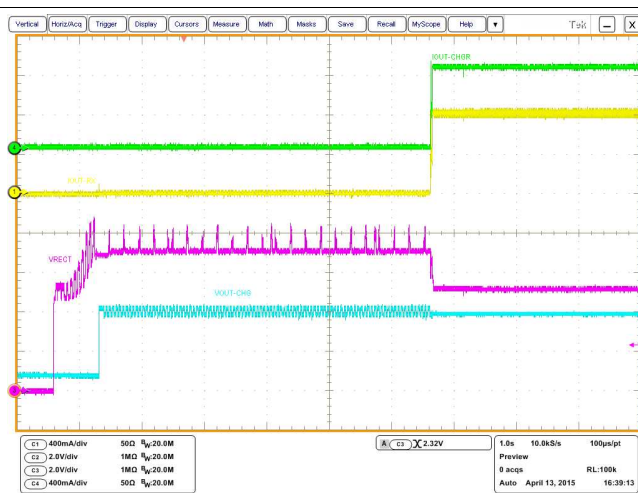 Vertical Horiz/Acq Trigger Display Cursors Measure Math Masks Save Recall MyScope Help Tek X
IOUT-CHGR
4
1
VRECT
VOUT-CHG
C1 400mA/div 50Ω BW:20.0M
C2 2.0V/div 1MΩ BW:20.0M
C3 2.0V/div 1MΩ BW:20.0M
C4 400mA/div 50Ω BW:20.0M
A C3 2.32V
1.0s 10.0kS/s 100μs/pt
Preview
0 acqs RL:100k
Auto April 13, 2015 16:39:13